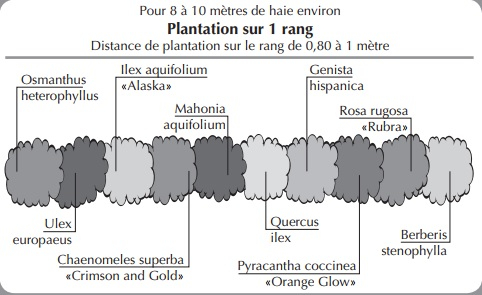 Pour 8 à 10 mètres de haie environ
Plantation sur 1 rang
Distance de plantation sur le rang de 0,80 à 1 mètre
Osmanthus
heterophyllus
Ilex aquifolium
«Alaska»
Mahonia
aquifolium
Genista
hispanica
Rosa rugosa
«Rubra»
Ulex
europaeus
Chaenomeles superba
«Crimson and Gold»
Quercus
ilex
Pyracantha coccinea
«Orange Glow»
Berberis
stenophylla